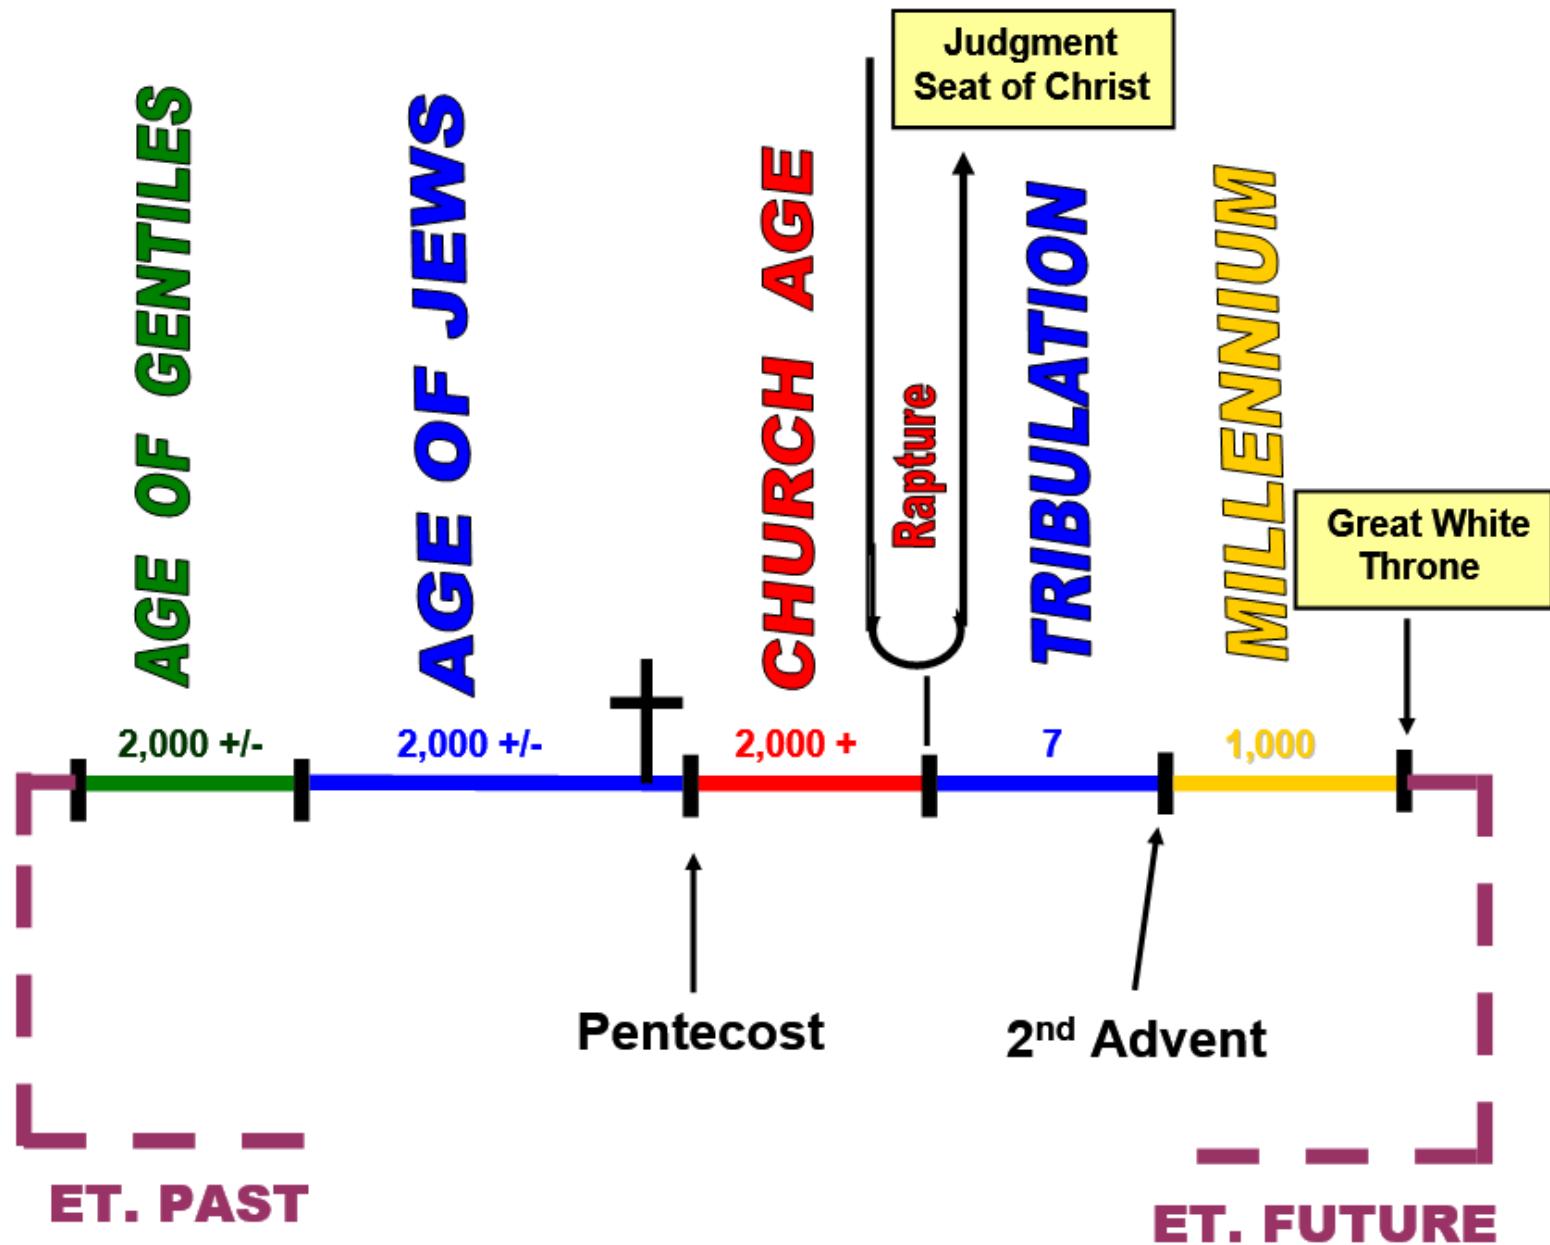 Judgment
Seat of Christ
AGE OF GENTILES
AGE OF JEWS
CHURCH AGE
Rapture
TRIBULATION
MILLENNIUM
Great White
Throne
2,000 +/-
2,000 +/-
2,000 +
7
1,000
Pentecost
2nd Advent
ET. PAST
ET. FUTURE